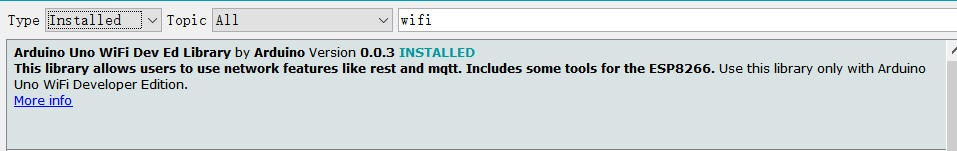 Type Installed Topic All wifi
Arduino Uno WiFi Dev Ed Library by Arduino Version 0.0.3 INSTALLED
This library allows users to use network features like rest and mqtt. Includes some tools for the ESP8266. Use this library only with Arduino
Uno WiFi Developer Edition.
More info